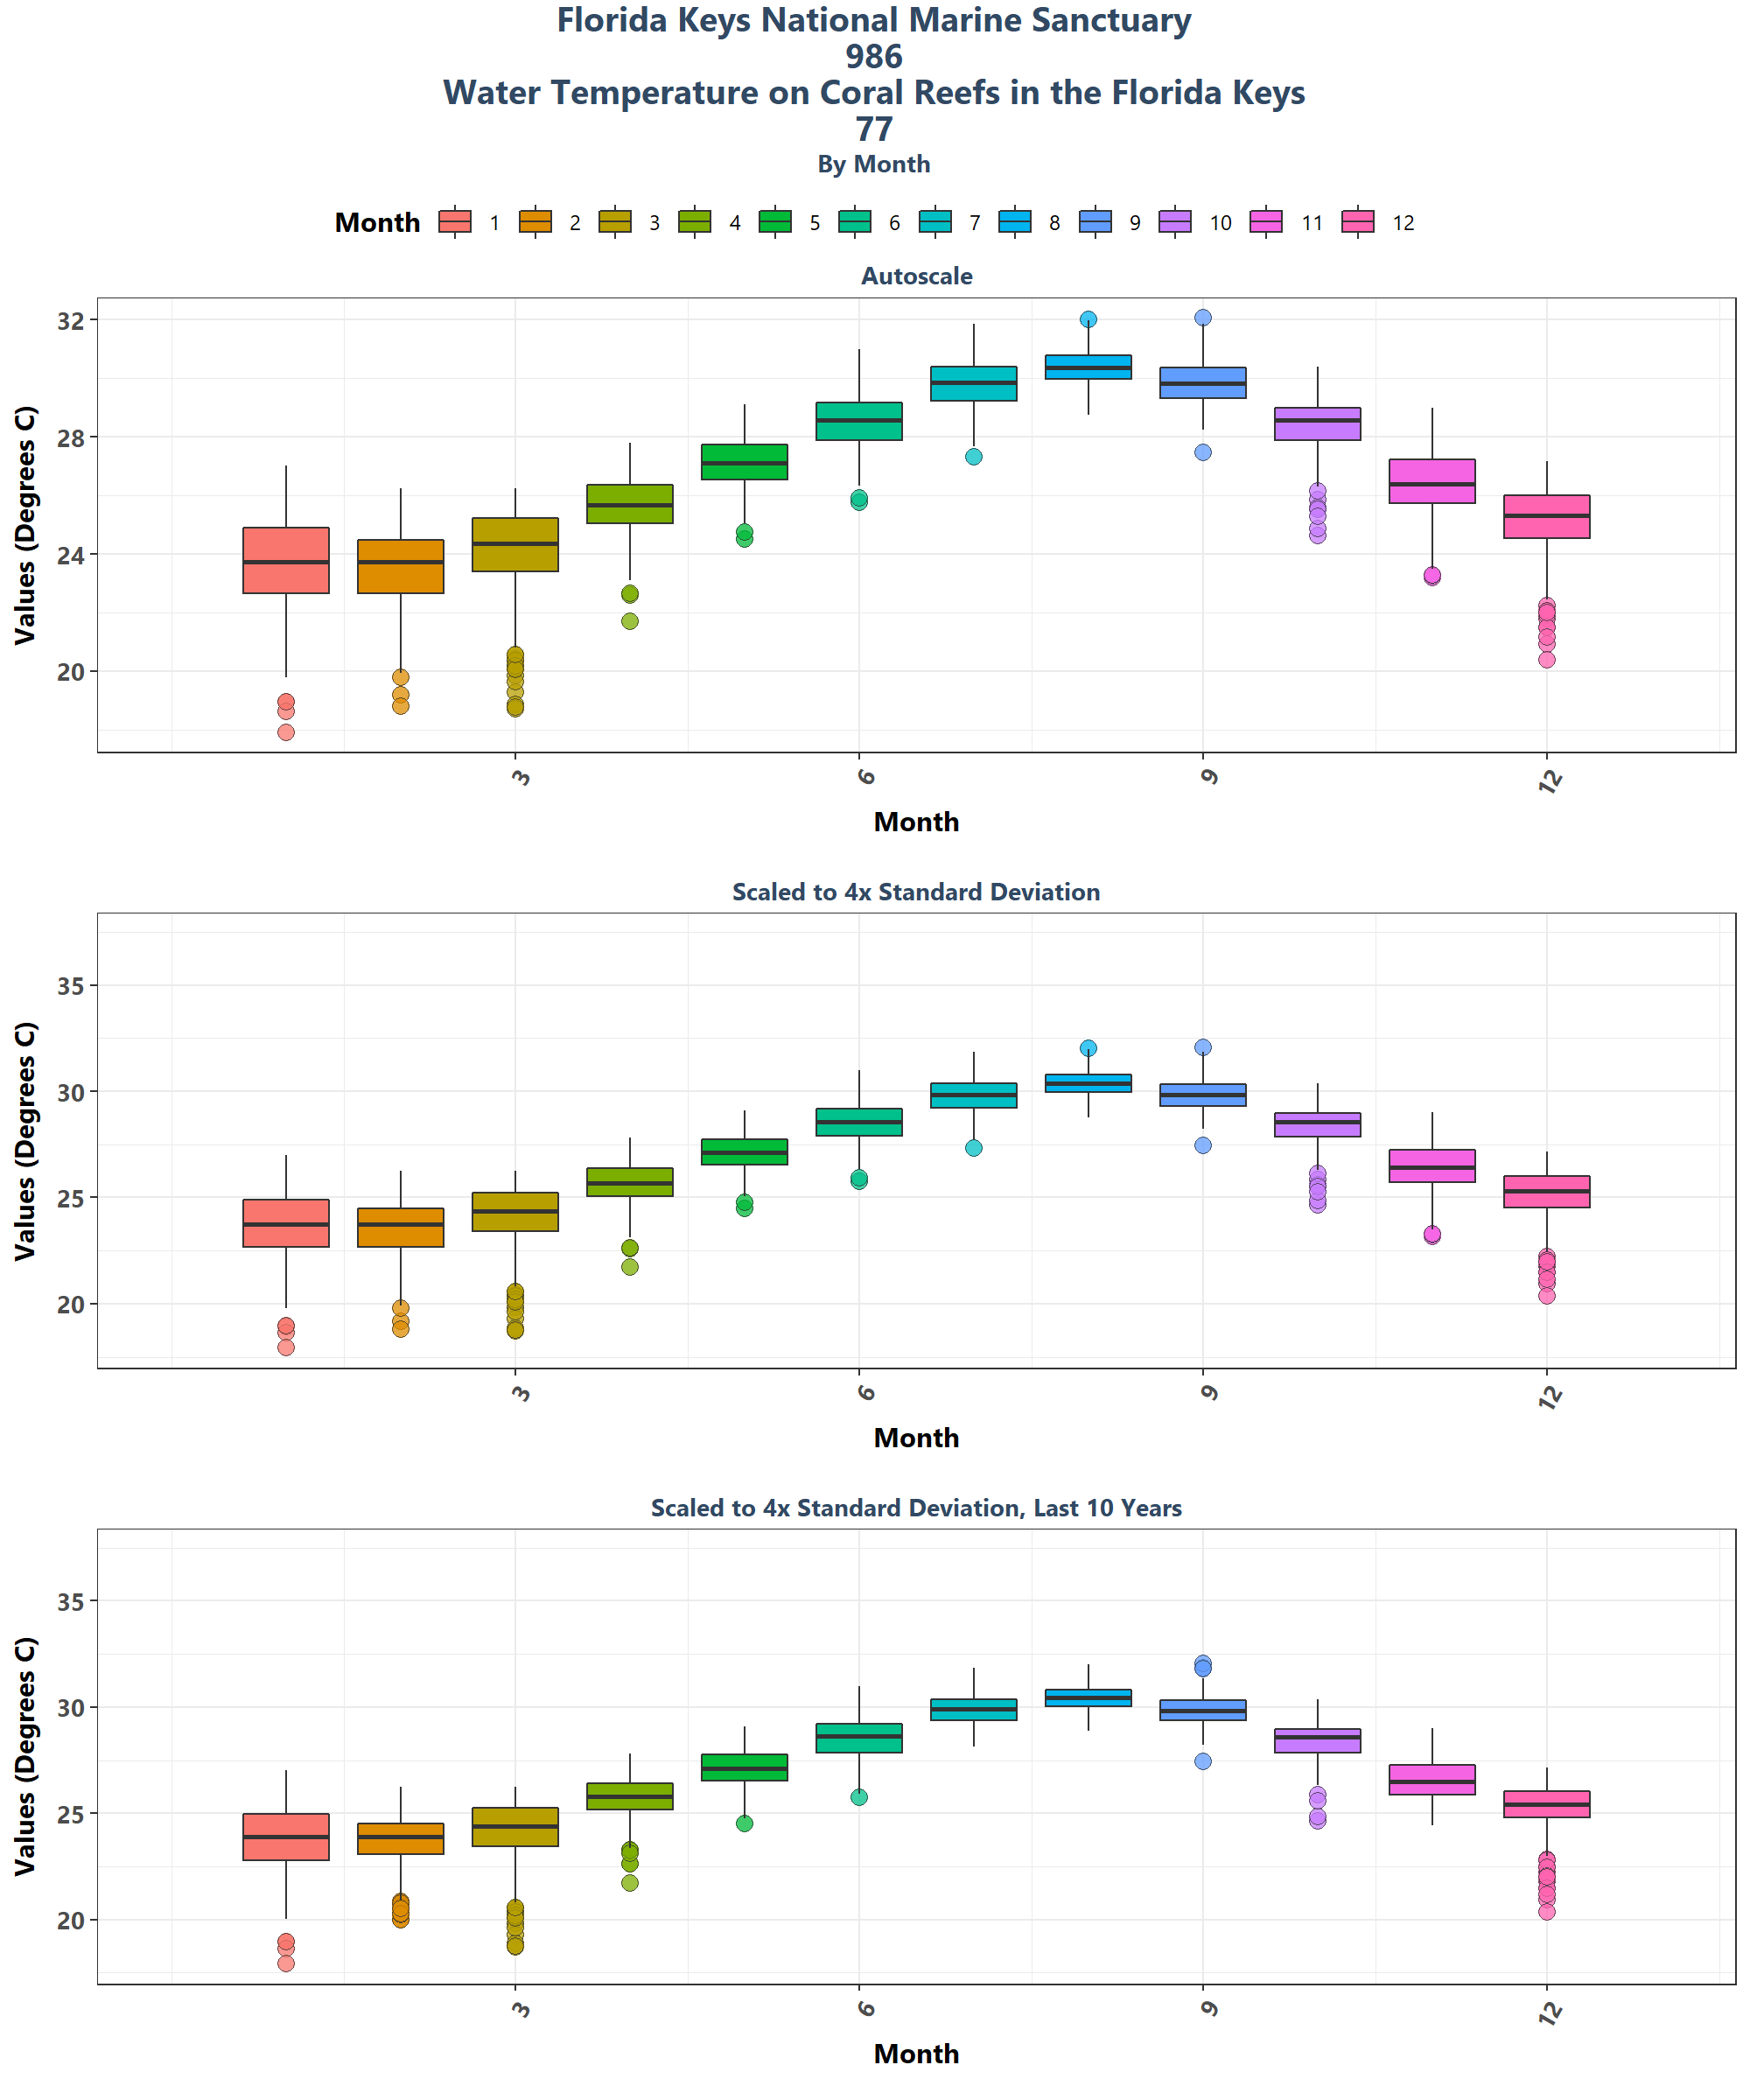 Florida Keys National Marine Sanctuary
986
Water Temperature on Coral Reefs in the Florida Keys
77
By Month
Month 1 2 3 4 5 6 7 8 9 10 11 12
Autoscale
Values (Degrees C)
32
28
24
20
3 6 9 12
Month
Scaled to 4x Standard Deviation
Values (Degrees C)
35
30
25
20
3 6 9 12
Month
Scaled to 4x Standard Deviation, Last 10 Years
Values (Degrees C)
35
30
25
20
3 6 9 12
Month